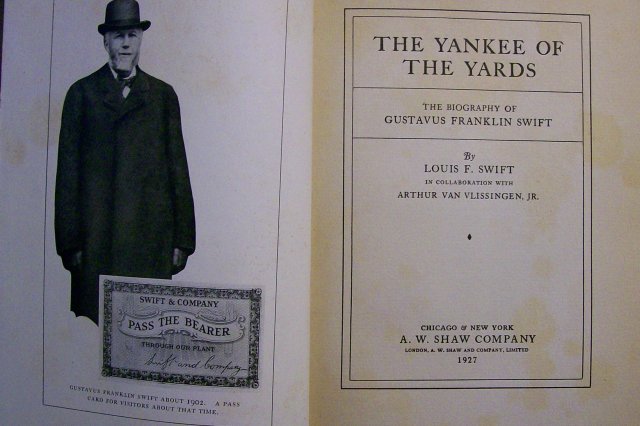 SWIFT & COMPANY
PASS THE BEARER
THROUGH OUR PLANT
Swift and Company
GUSTAVUS FRANKLIN SWIFT ABOUT 1902. A PASS
CARD FOR VISITORS ABOUT THAT TIME.
THE YANKEE OF
THE YARDS
THE BIOGRAPHY OF
GUSTAVUS FRANKLIN SWIFT
By
LOUIS F. SWIFT
IN COLLABORATION WITH
ARTHUR VAN VLISSINGEN, JR.
CHICAGO & NEW YORK
A. W. SHAW COMPANY
LONDON, A. W. SHAW AND COMPANY, LIMITED
1927